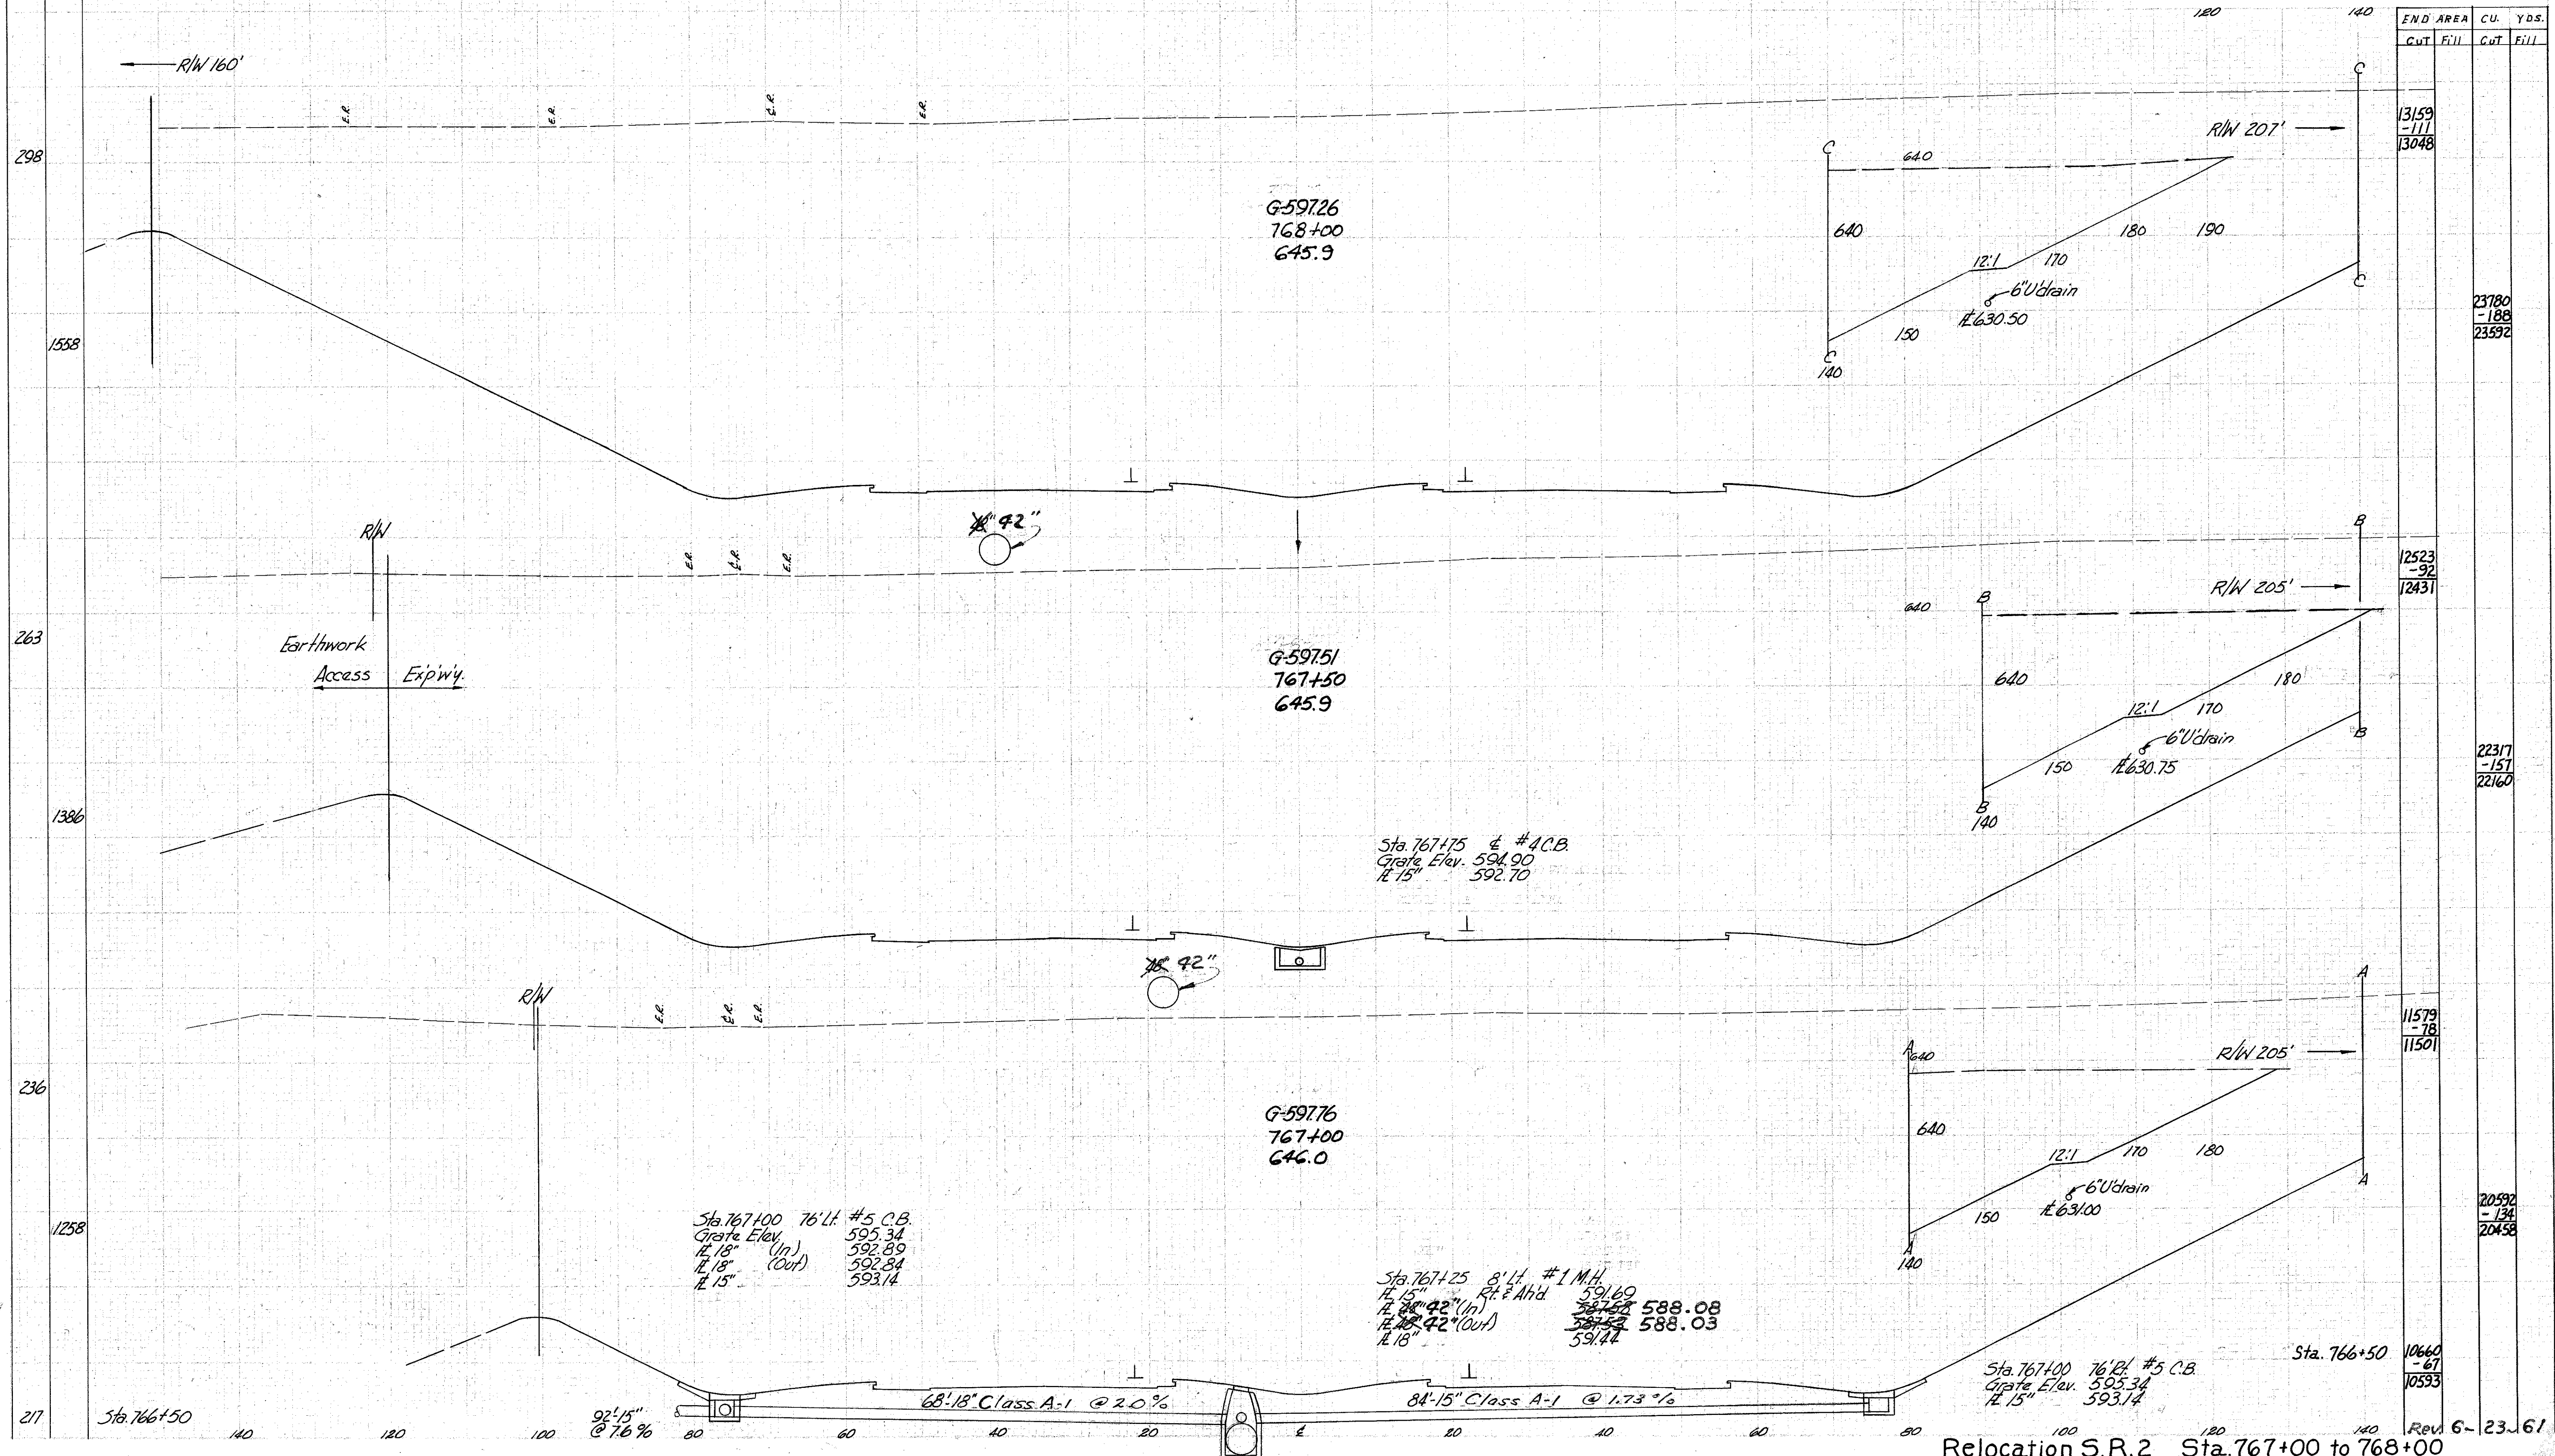 120 140
END AREA CU. YDS.
Cut Fill Cut Fill
R/W 160'
E.R. E.R. ₵.R. E.R.
C
13159
-111
13048
R/W 207'
298
C
640
G-597.26
768+00
645.9
640
180 190
12:1 170
C
6" U'drain
150
630.50
C
140
23780
-188
23592
1558
R/W
48" 42"
B
E.R. ₵.R. E.R.
12523
-92
12431
R/W 205'
B
640
263
Earthwork
Access Exp'w'y.
G-597.51
767+50
645.9
640
180
12:1 170
B
6" U'drain
150
630.75
B
140
22317
-157
22160
1386
Sta. 767+75 ₵ #4 C.B.
Grate Elev. 594.90
15" 592.70
48" 42"
A
R/W
E.R. ₵.R. E.R.
11579
-78
11501
A
640
R/W 205'
236
G-597.76
767+00
646.0
640
12:1 170 180
A
6" U'drain
150
631.00
A
140
20592
-134
20458
1258
Sta. 767+00 76' Lt. #5 C.B.
Grate Elev. 595.34
18" (In) 592.89
18" (Out) 592.84
15" 593.14
Sta. 767+25 8' Lt. #1 M.H.
15" Rt. & Ah'd 591.69
48" 42" (In) 587.58 588.08
48" 42" (Out) 587.53 588.03
18" 591.44
Sta. 766+50
10660
-67
10593
Sta. 767+00 76' Rt. #5 C.B.
Grate Elev. 595.34
15" 593.14
68'-18" Class A-1 @ 2.0%
84'-15" Class A-1 @ 1.73%
217
Sta. 766+50
92'-15"
@ 7.6%
140 120 100 80 60 40 20 ₵ 20 40 60 80 100 120 140
Rev. 6-23-61
Relocation S.R. 2 Sta. 767+00 to 768+00